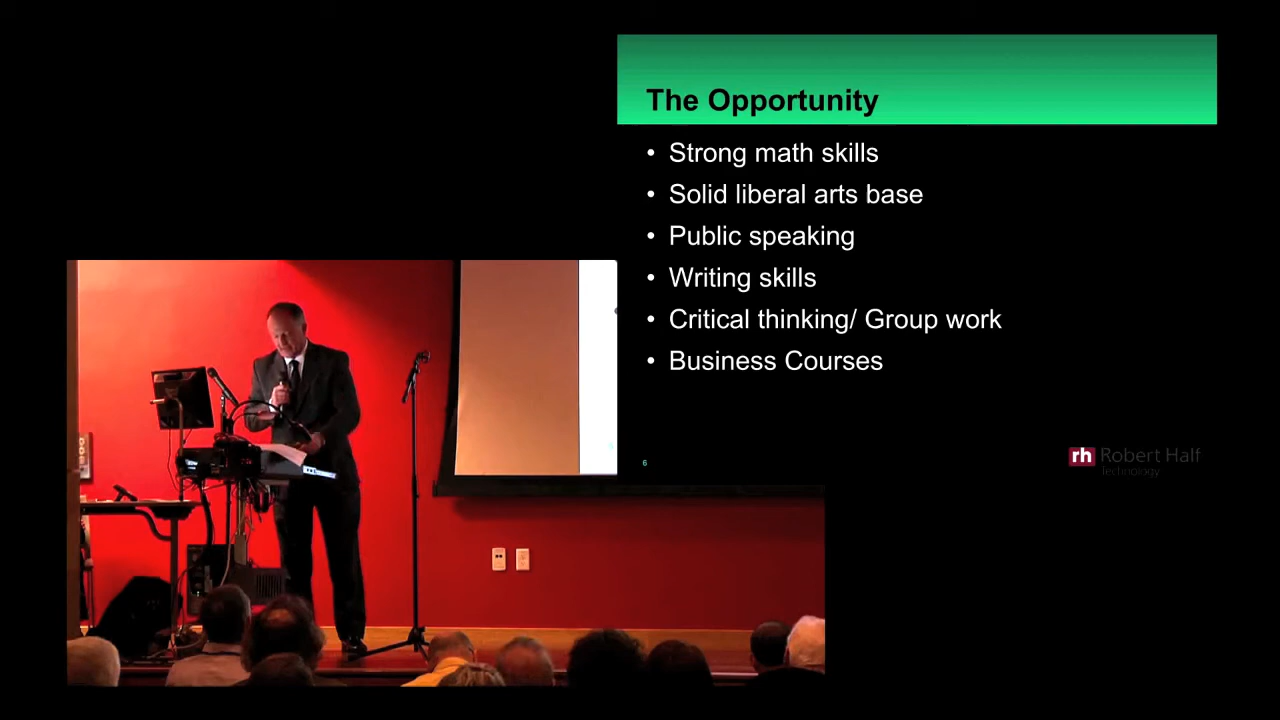 The Opportunity
• Strong math skills
• Solid liberal arts base
• Public speaking
• Writing skills
• Critical thinking/ Group work
• Business Courses
6
rh Robert Half
Technology